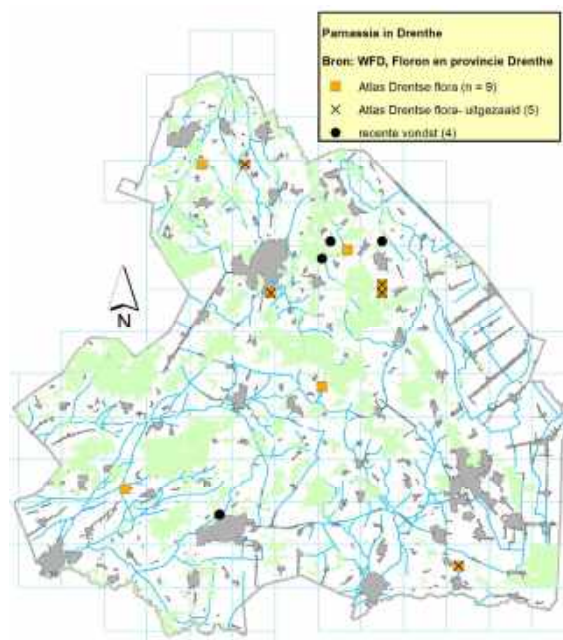 Parnassia in Drenthe
Bron: WFD, Floron en provincie Drenthe
Atlas Drentse flora (n = 9)
Atlas Drentse flora- uitgezaaid (5)
recente vondst (4)
N